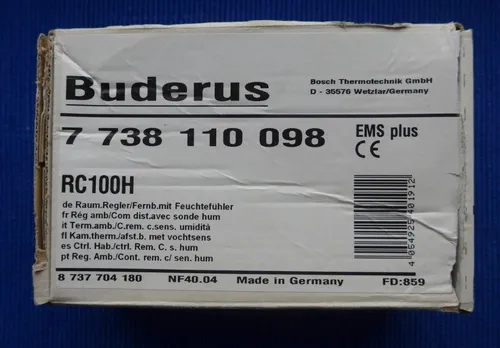 Buderus
Bosch Thermotechnik GmbH
D - 35576 Wetzlar/Germany
7 738 110 098
EMS plus
CE
RC100H
de Raum.Regler/Fernb.mit Feuchtefühler
fr Rég amb/Com dist.avec sonde hum
it Term.amb./C.rem. c.sens. umidità
fl Kam.therm./afst.b. met vochtsens
es Ctrl. Hab./ctrl. Rem. C. s. hum
pt Reg. Amb./Cont. rem. c/ sen. hum
4 054925 401912
8 737 704 180 NF40.04 Made in Germany FD:859